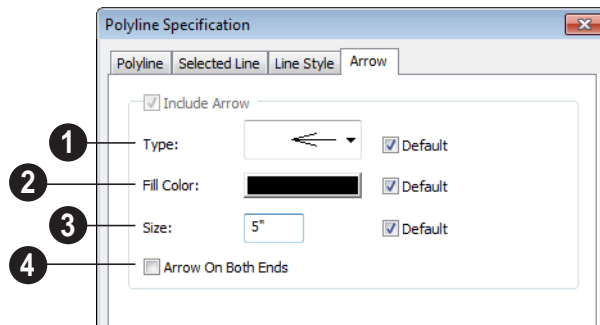 Polyline Specification
Polyline Selected Line Line Style Arrow
Include Arrow
1 Type: Default
2 Fill Color: Default
3 Size: 5" Default
4 Arrow On Both Ends